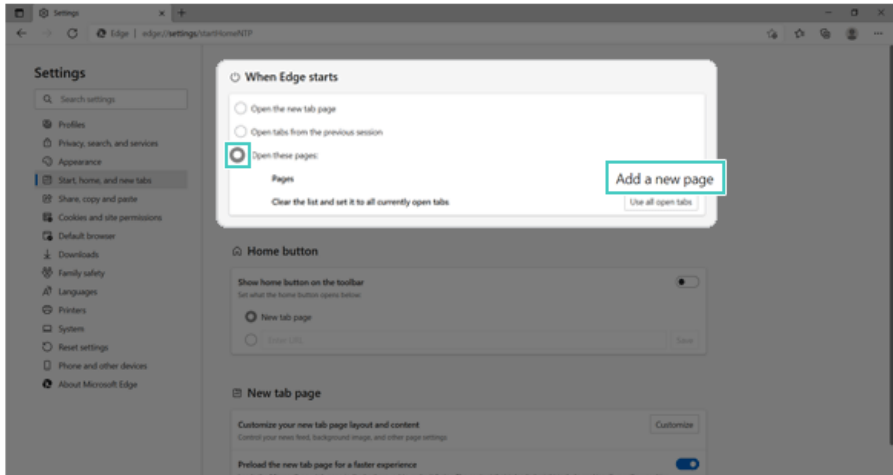 Settings
Edge | edge://settings/startHomeNTP
Settings
Search settings
Profiles
Privacy, search, and services
Appearance
Start, home, and new tabs
Share, copy and paste
Cookies and site permissions
Default browser
Downloads
Family safety
Languages
Printers
System
Reset settings
Phone and other devices
About Microsoft Edge
When Edge starts
Open the new tab page
Open tabs from the previous session
Open these pages:
Pages
Add a new page
Clear the list and set it to all currently open tabs
Use all open tabs
Home button
Show home button on the toolbar
Set what the home button opens below:
New tab page
Enter URL
Save
New tab page
Customize your new tab page layout and content
Customize
Control your news feed, background image, and other page settings
Preload the new tab page for a faster experience